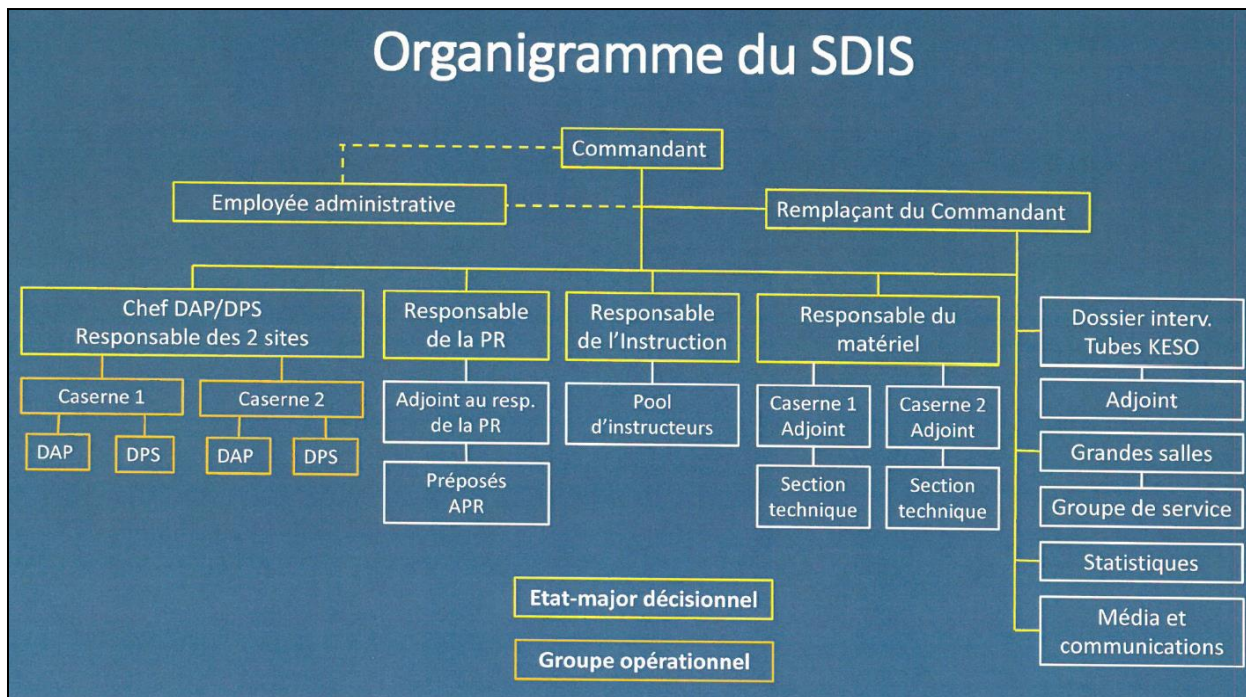 Organigramme du SDIS
Commandant
Employée administrative
Remplaçant du Commandant
Chef DAP/DPS
Responsable des 2 sites
Responsable
de la PR
Responsable
de l'Instruction
Responsable du
matériel
Dossier interv.
Tubes KESO
Caserne 1
Caserne 2
Adjoint au resp.
de la PR
Pool
d'instructeurs
Caserne 1
Adjoint
Caserne 2
Adjoint
Adjoint
DAP
DPS
DAP
DPS
Grandes salles
Préposés
APR
Section
technique
Section
technique
Groupe de service
Statistiques
Etat-major décisionnel
Média et
communications
Groupe opérationnel